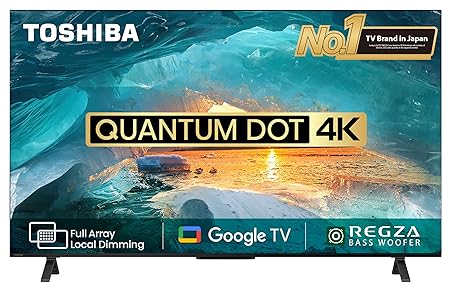 TOSHIBA
No.1
TV Brand in Japan
QUANTUM DOT 4K
Full Array
Local Dimming
Google TV
REGZA
BASS WOOFER